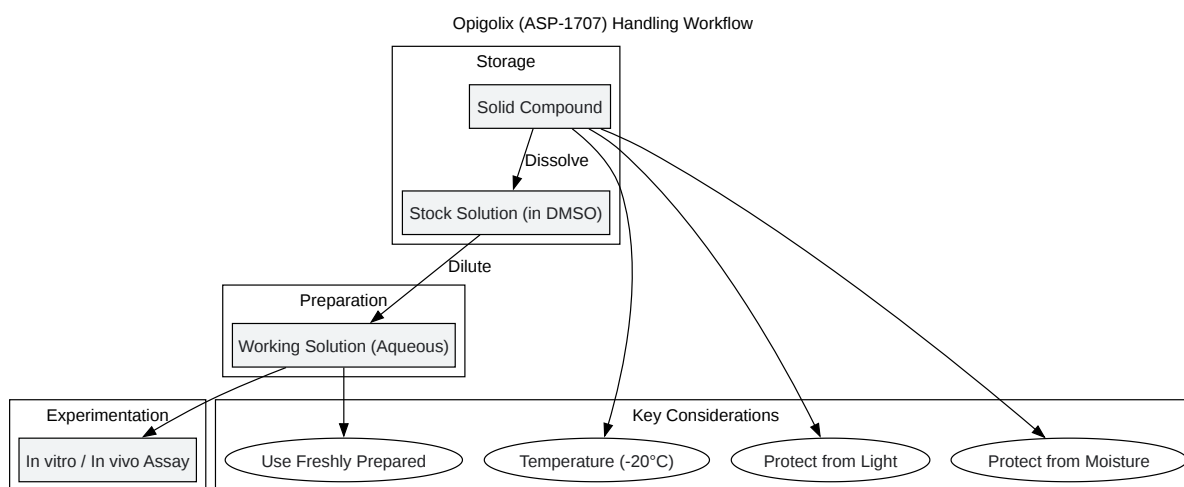 Opigolix (ASP-1707) Handling Workflow
Storage
Solid Compound
Dissolve
Stock Solution (in DMSO)
Dilute
Preparation
Working Solution (Aqueous)
Experimentation
Key Considerations
In vitro / In vivo Assay
Use Freshly Prepared
Temperature (-20°C)
Protect from Light
Protect from Moisture